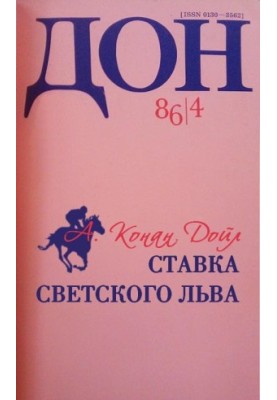 [ISSN 0130-3562]
ДОН
86|4
А. Конан Дойл
СТАВКА
СВЕТСКОГО ЛЬВА